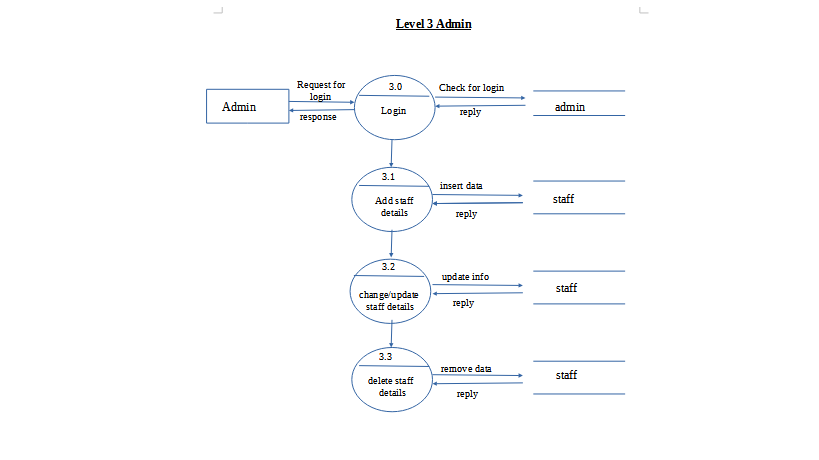 Level 3 Admin
Request for
login
3.0
Check for login
Admin
Login
admin
response
reply
3.1
insert data
Add staff
details
staff
reply
3.2
update info
change/update
staff details
staff
reply
3.3
remove data
delete staff
details
staff
reply